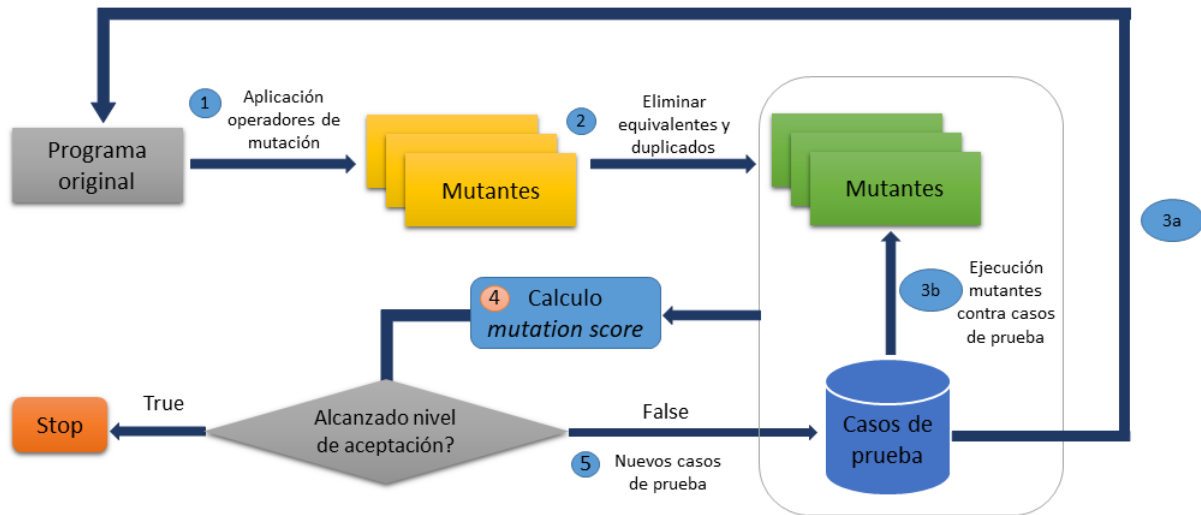 1
Aplicación
operadores de
mutación
2
Eliminar
equivalentes y
duplicados
Programa
original
Mutantes
Mutantes
3a
3b
Ejecución
mutantes
contra casos
de prueba
4
Calculo
mutation score
Stop
True
Alcanzado nivel
de aceptación?
False
5
Nuevos casos
de prueba
Casos de
prueba